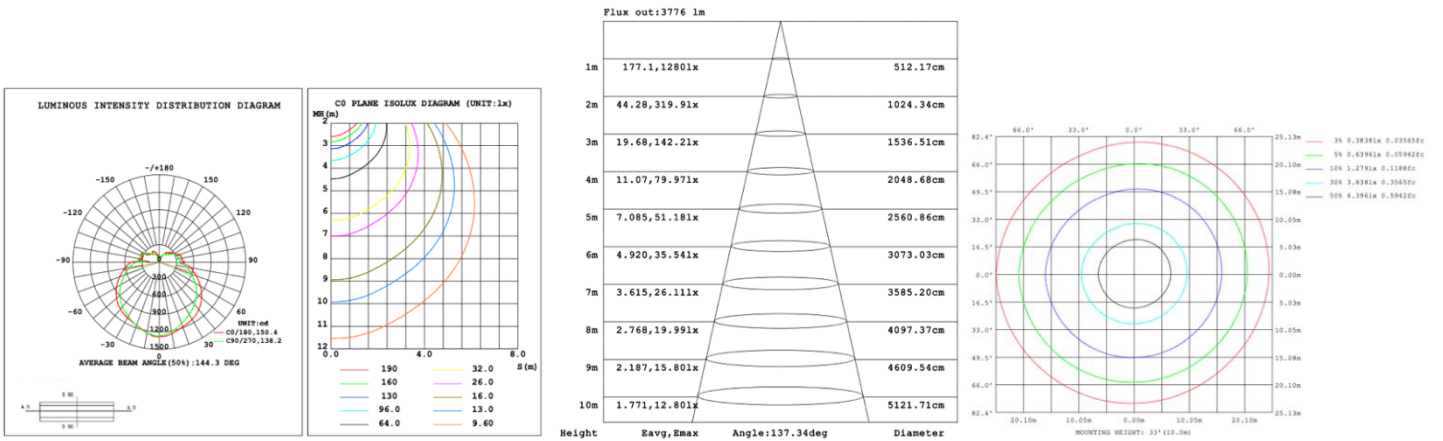 LUMINOUS INTENSITY DISTRIBUTION DIAGRAM
-/+180
-150 150
-120 120
-90 0 90
300
600
-60 900 60
1200
-30 1500 30
0
UNIT:cd
C0/180,150.4
C90/270,138.2
AVERAGE BEAM ANGLE(50%):144.3 DEG
C0 PLANE ISOLUX DIAGRAM (UNIT:lx)
MH(m)
2
3
4
5
6
7
8
9
10
11
12
0.0 4.0 8.0
S(m)
190 32.0
160 26.0
130 16.0
96.0 13.0
64.0 9.60
Flux out:3776 lm
1m 177.1,1280lx 512.17cm
2m 44.28,319.9lx 1024.34cm
3m 19.68,142.2lx 1536.51cm
4m 11.07,79.97lx 2048.68cm
5m 7.085,51.18lx 2560.86cm
6m 4.920,35.54lx 3073.03cm
7m 3.615,26.11lx 3585.20cm
8m 2.768,19.99lx 4097.37cm
9m 2.187,15.80lx 4609.54cm
10m 1.771,12.80lx 5121.71cm
Height Eavg,Emax Angle:137.34deg Diameter
66.0° 33.0° 0.0° 33.0° 66.0°
82.4° 25.13m
66.0° 20.10m
49.5° 15.08m
33.0° 10.05m
16.5° 5.03m
0.0° 0.00m
16.5° 5.03m
33.0° 10.05m
49.5° 15.08m
66.0° 20.10m
82.4° 25.13m
20.10m 10.05m 0.00m 10.05m 20.10m
MOUNTING HEIGHT: 33'(10.0m)
3% 0.3838lx 0.03565fc
5% 0.6396lx 0.05942fc
10% 1.279lx 0.1188fc
30% 3.838lx 0.3565fc
50% 6.396lx 0.5942fc